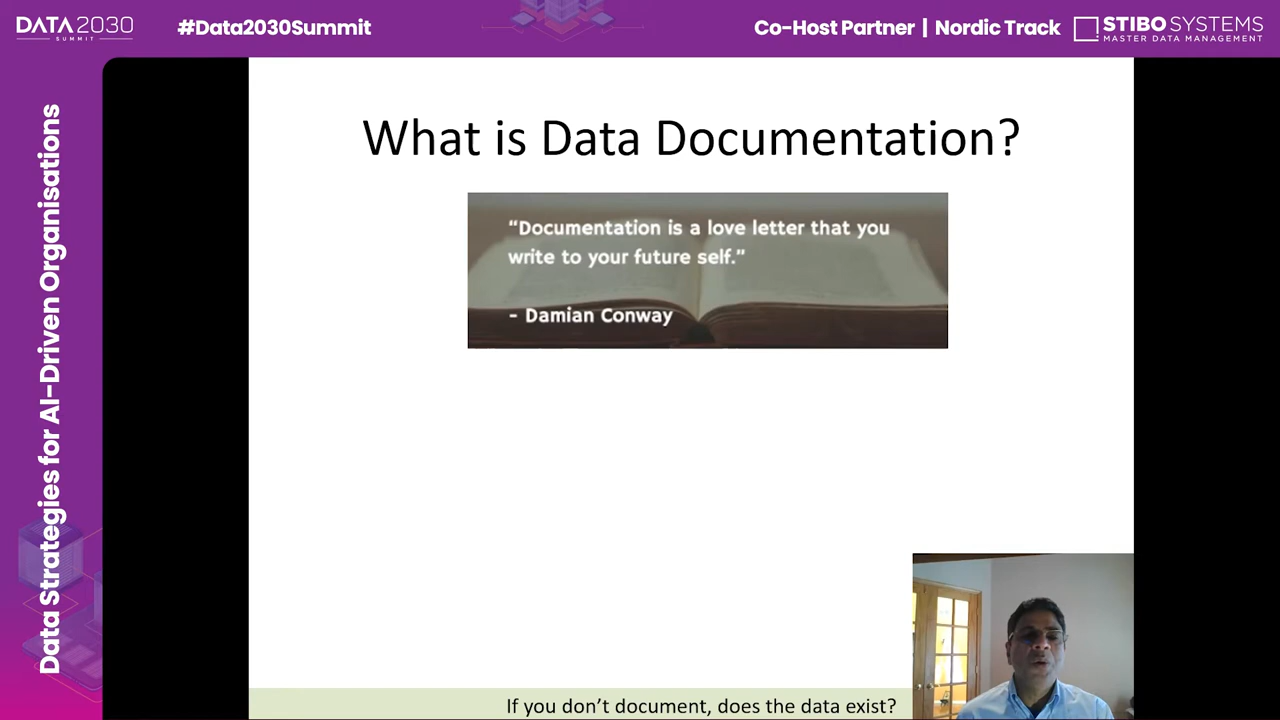 DATA2030
SUMMIT
#Data2030Summit
Co-Host Partner | Nordic Track
STIBO SYSTEMS
MASTER DATA MANAGEMENT
Data Strategies for AI-Driven Organisations
What is Data Documentation?
“Documentation is a love letter that you
write to your future self.”
- Damian Conway
If you don’t document, does the data exist?